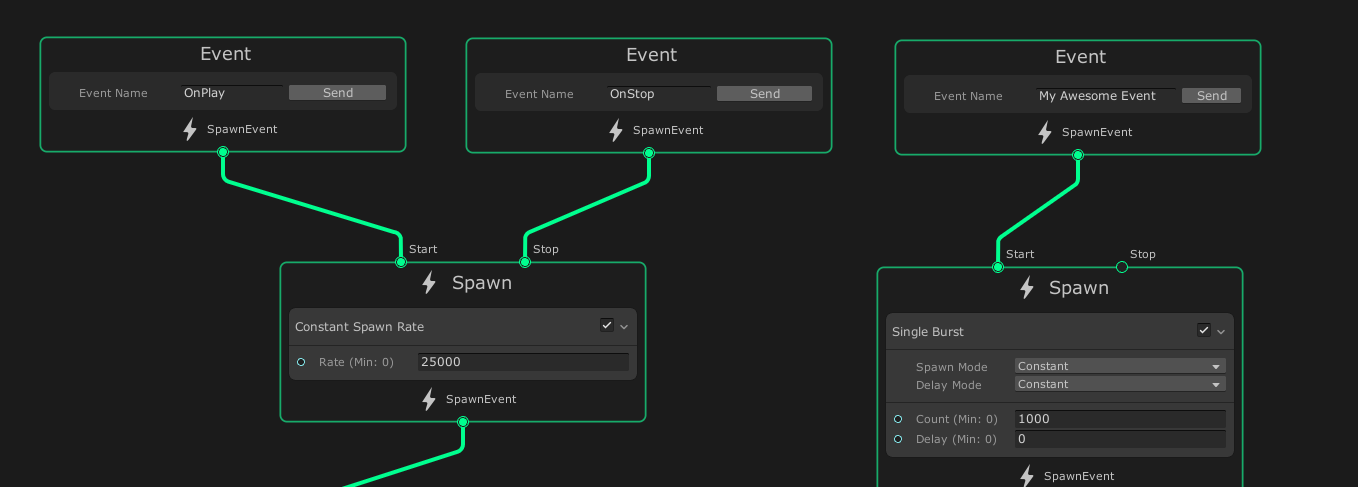 Event
Event Name OnPlay Send
SpawnEvent
Event
Event Name OnStop Send
SpawnEvent
Event
Event Name My Awesome Event Send
SpawnEvent
Start Stop
Spawn
Constant Spawn Rate
Rate (Min: 0) 25000
SpawnEvent
Start Stop
Spawn
Single Burst
Spawn Mode Constant
Delay Mode Constant
Count (Min: 0) 1000
Delay (Min: 0) 0
SpawnEvent